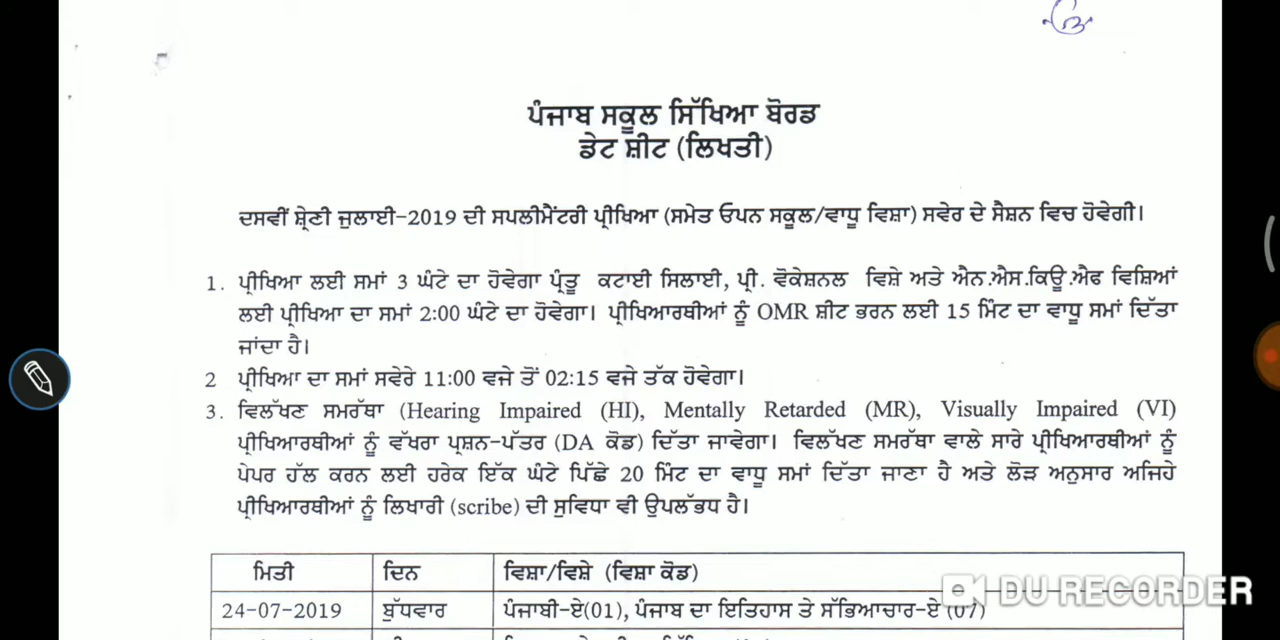 ਪੰਜਾਬ ਸਕੂਲ ਸਿੱਖਿਆ ਬੋਰਡ
ਡੇਟ ਸ਼ੀਟ (ਲਿਖਤੀ)
ਦਸਵੀਂ ਸ਼੍ਰੇਣੀ ਜੁਲਾਈ-2019 ਦੀ ਸਪਲੀਮੈਂਟਰੀ ਪ੍ਰੀਖਿਆ (ਸਮੇਤ ਓਪਨ ਸਕੂਲ/ਵਾਧੂ ਵਿਸ਼ਾ) ਸਵੇਰ ਦੇ ਸੈਸ਼ਨ ਵਿਚ ਹੋਵੇਗੀ।
1. ਪ੍ਰੀਖਿਆ ਲਈ ਸਮਾਂ 3 ਘੰਟੇ ਦਾ ਹੋਵੇਗਾ ਪ੍ਰੰਤੂ ਕਟਾਈ ਸਿਲਾਈ, ਪ੍ਰੀ. ਵੋਕੇਸ਼ਨਲ ਵਿਸ਼ੇ ਅਤੇ ਐਨ.ਐਸ.ਕਿਊ.ਐਫ ਵਿਸ਼ਿਆਂ
ਲਈ ਪ੍ਰੀਖਿਆ ਦਾ ਸਮਾਂ 2:00 ਘੰਟੇ ਦਾ ਹੋਵੇਗਾ। ਪ੍ਰੀਖਿਆਰਥੀਆਂ ਨੂੰ OMR ਸ਼ੀਟ ਭਰਨ ਲਈ 15 ਮਿੰਟ ਦਾ ਵਾਧੂ ਸਮਾਂ ਦਿੱਤਾ
ਜਾਂਦਾ ਹੈ।
2 ਪ੍ਰੀਖਿਆ ਦਾ ਸਮਾਂ ਸਵੇਰੇ 11:00 ਵਜੇ ਤੋਂ 02:15 ਵਜੇ ਤੱਕ ਹੋਵੇਗਾ।
3. ਵਿਲੱਖਣ ਸਮਰੱਥਾ (Hearing Impaired (HI), Mentally Retarded (MR), Visually Impaired (VI)
ਪ੍ਰੀਖਿਆਰਥੀਆਂ ਨੂੰ ਵੱਖਰਾ ਪ੍ਰਸ਼ਨ-ਪੱਤਰ (DA ਕੋਡ) ਦਿੱਤਾ ਜਾਵੇਗਾ। ਵਿਲੱਖਣ ਸਮਰੱਥਾ ਵਾਲੇ ਸਾਰੇ ਪ੍ਰੀਖਿਆਰਥੀਆਂ ਨੂੰ
ਪੇਪਰ ਹੱਲ ਕਰਨ ਲਈ ਹਰੇਕ ਇੱਕ ਘੰਟੇ ਪਿੱਛੇ 20 ਮਿੰਟ ਦਾ ਵਾਧੂ ਸਮਾਂ ਦਿੱਤਾ ਜਾਣਾ ਹੈ ਅਤੇ ਲੋੜ ਅਨੁਸਾਰ ਅਜਿਹੇ
ਪ੍ਰੀਖਿਆਰਥੀਆਂ ਨੂੰ ਲਿਖਾਰੀ (scribe) ਦੀ ਸੁਵਿਧਾ ਵੀ ਉਪਲੱਭਧ ਹੈ।
ਮਿਤੀ ਦਿਨ ਵਿਸ਼ਾ/ਵਿਸ਼ੇ (ਵਿਸ਼ਾ ਕੋਡ)
DU RECORDER
24-07-2019 ਬੁੱਧਵਾਰ ਪੰਜਾਬੀ-ਏ(01), ਪੰਜਾਬ ਦਾ ਇਤਿਹਾਸ ਤੇ ਸੱਭਿਆਚਾਰ-ਏ (07)